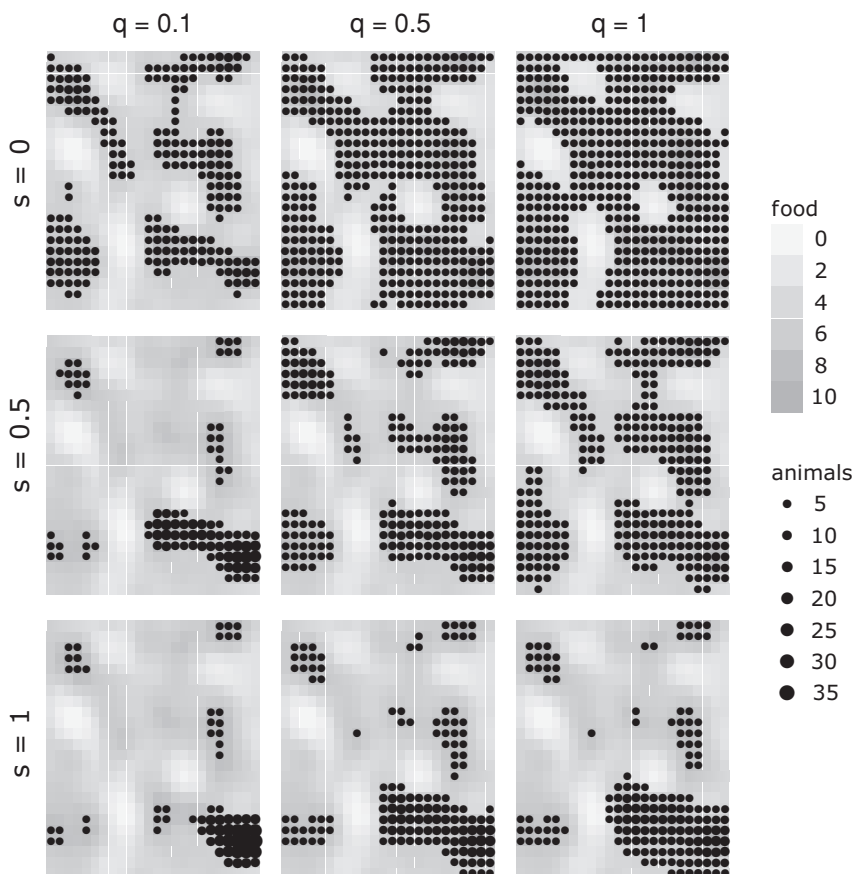 q = 0.1
q = 0.5
q = 1
s = 0
s = 0.5
s = 1
food
0
2
4
6
8
10
animals
5
10
15
20
25
30
35